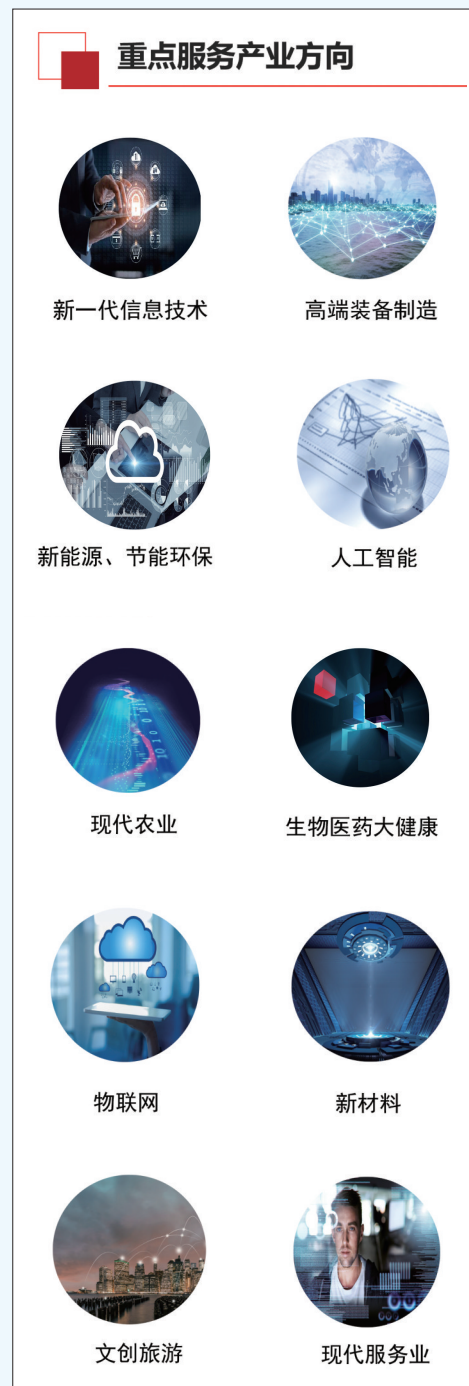 重点服务产业方向
新一代信息技术
高端装备制造
新能源、节能环保
人工智能
现代农业
生物医药大健康
物联网
新材料
文创旅游
现代服务业